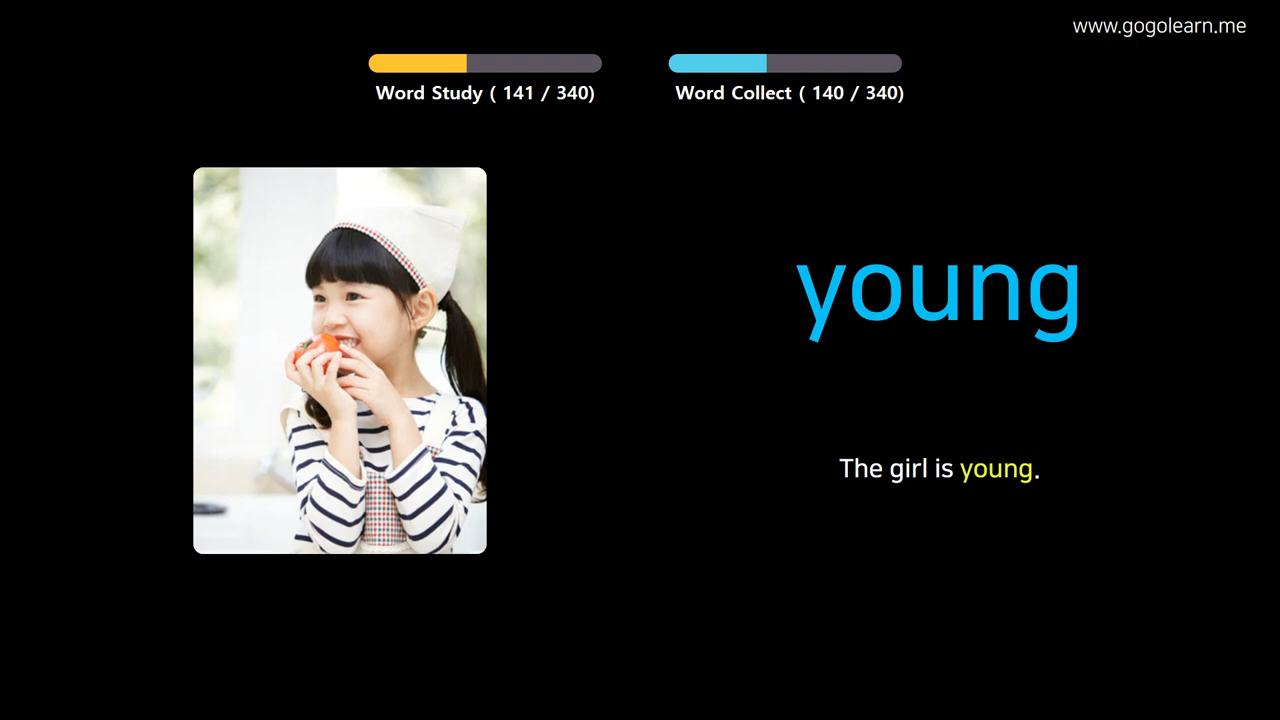 www.gogolearn.me
Word Study ( 141 / 340)
Word Collect ( 140 / 340)
young
The girl is young.